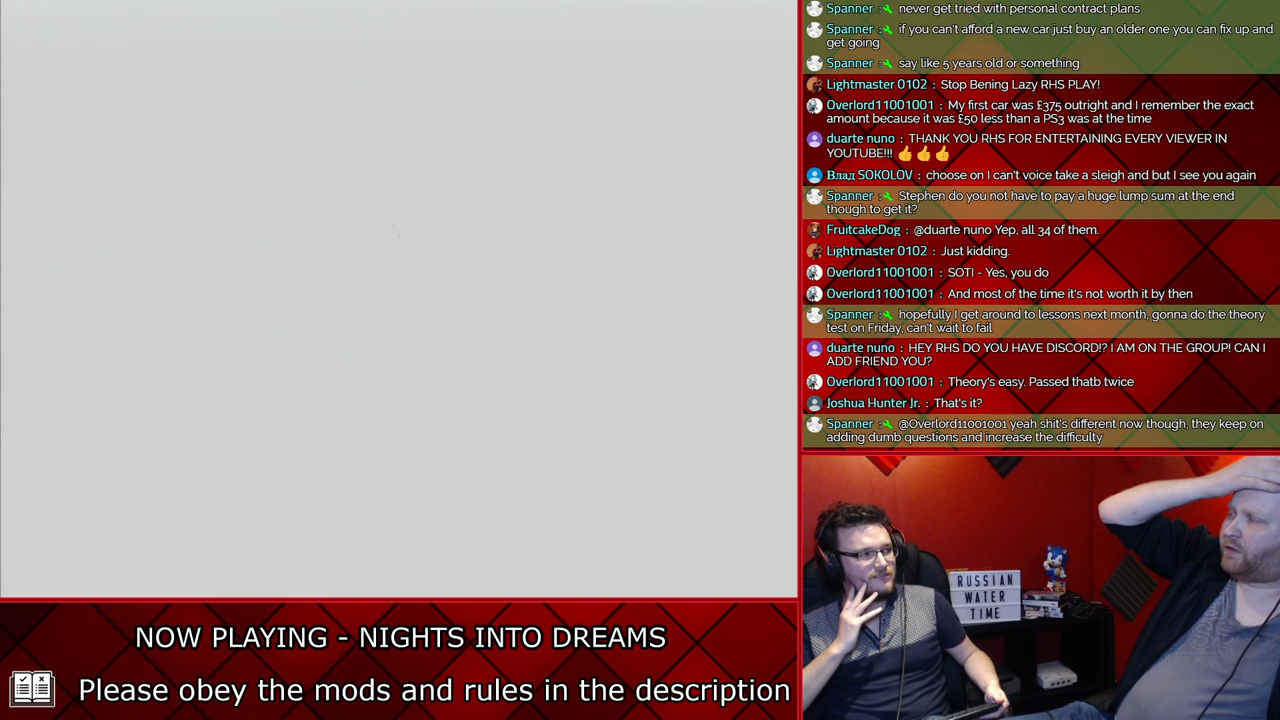 Spanner : never get tried with personal contract plans
Spanner : if you can't afford a new car just buy an older one you can fix up and
get going
Spanner : say like 5 years old or something
Lightmaster 0102 : Stop Bening Lazy RHS PLAY!
Overlord11001001 : My first car was £375 outright and I remember the exact
amount because it was £50 less than a PS3 was at the time
duarte nuno : THANK YOU RHS FOR ENTERTAINING EVERY VIEWER IN
YOUTUBE!!! 👍👍👍
Влад SOKOLOV : choose on I can't voice take a sleigh and but I see you again
Spanner : Stephen do you not have to pay a huge lump sum at the end
though to get it?
FruitcakeDog : @duarte nuno Yep, all 34 of them.
Lightmaster 0102 : Just kidding.
Overlord11001001 : SOTI - Yes, you do
Overlord11001001 : And most of the time it's not worth it by then
Spanner : hopefully I get around to lessons next month, gonna do the theory
test on Friday, can't wait to fail
duarte nuno : HEY RHS DO YOU HAVE DISCORD!? I AM ON THE GROUP! CAN I
ADD FRIEND YOU?
Overlord11001001 : Theory's easy. Passed thatb twice
Joshua Hunter Jr. : That's it?
Spanner : @Overlord11001001 yeah shit's different now though, they keep on
adding dumb questions and increase the difficulty
RUSSIAN
WATER
TIME
NOW PLAYING - NIGHTS INTO DREAMS
Please obey the mods and rules in the description